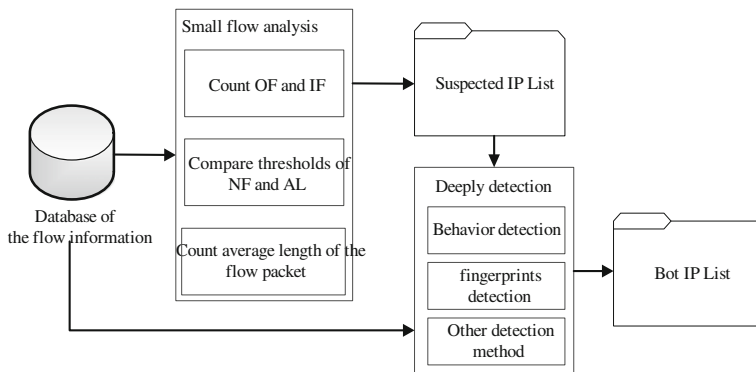 Small flow analysis
Count OF and IF
Compare thresholds of
NF and AL
Count average length of the
flow packet
Database of
the flow information
Suspected IP List
Deeply detection
Behavior detection
fingerprints
detection
Other detection
method
Bot IP List